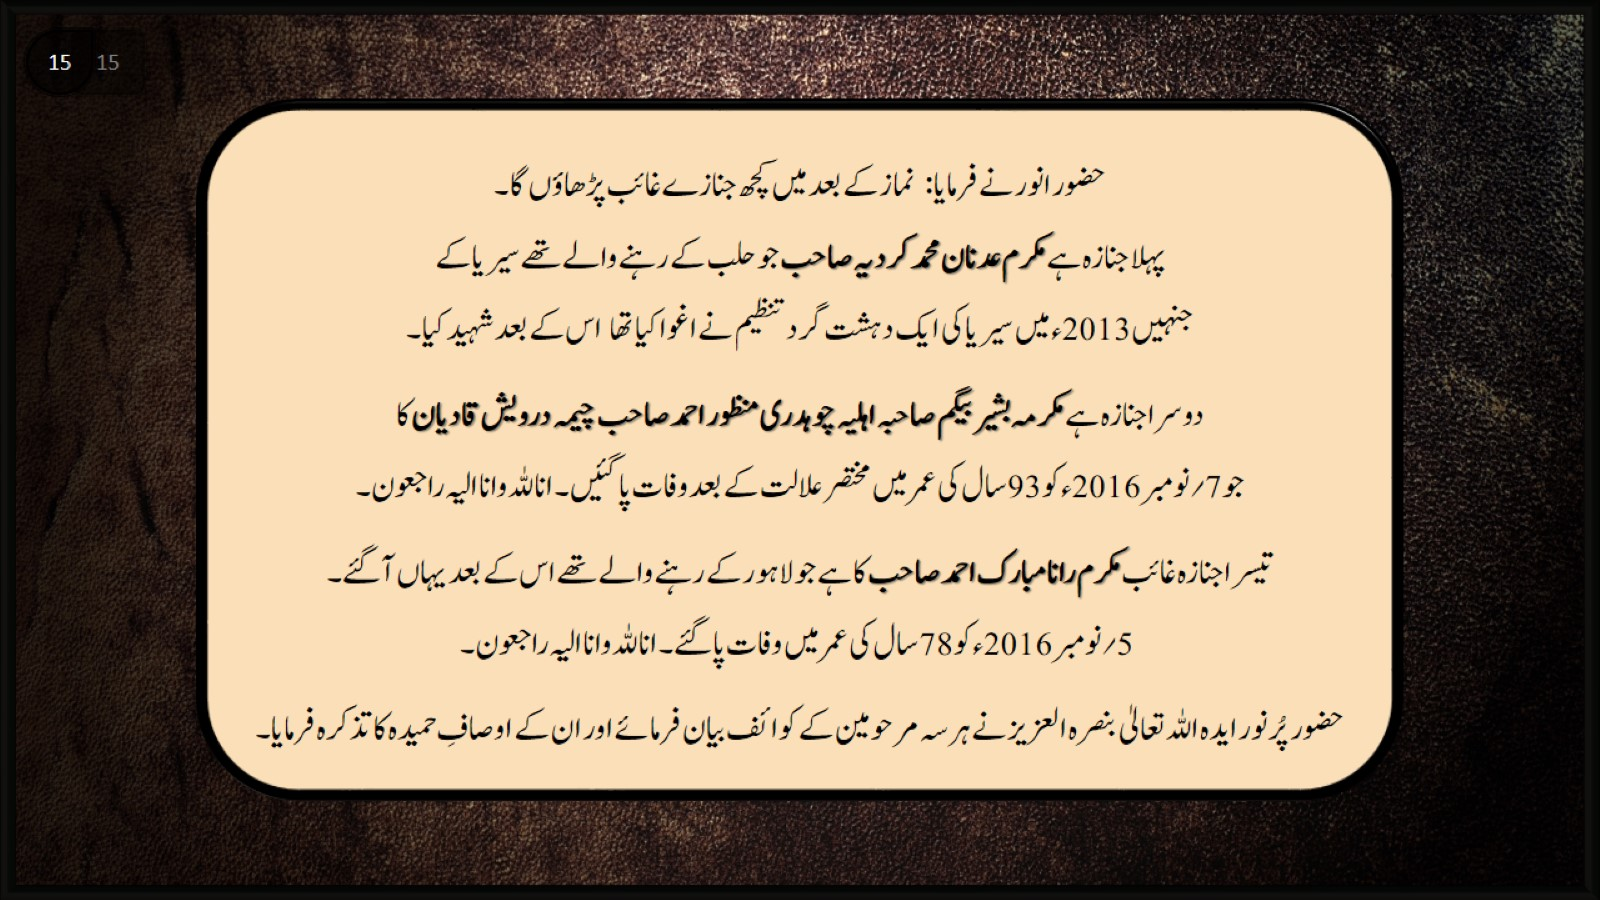 15 15
حضور انور نے فرمایا: نماز کے بعد میں کچھ جنازے غائب پڑھاؤں گا۔
پہلا جنازہ ہے مکرم عدنان محمد کردیہ صاحب جو حلب کے رہنے والے تھے سیریا کے
جنہیں 2013ء میں سیریا کی ایک دہشت گرد تنظیم نے اغوا کیا تھا اس کے بعد شہید کیا۔
دوسرا جنازہ ہے مکرمہ بشیر بیگم صاحبہ اہلیہ چوہدری منظور احمد صاحب چیمہ درویش قادیان کا
جو 7؍نومبر 2016ء کو 93 سال کی عمر میں مختصر علالت کے بعد وفات پا گئیں۔ اناللہ وانا الیہ راجعون۔
تیسرا جنازہ غائب مکرم رانا مبارک احمد صاحب کا ہے جو لاہور کے رہنے والے تھے اس کے بعد یہاں آ گئے۔
5؍نومبر 2016ء کو 78 سال کی عمر میں وفات پا گئے۔ اناللہ وانا الیہ راجعون۔
حضور پُرنور ایدہ اللہ تعالیٰ بنصرہ العزیز نے ہر سہ مرحومین کے کوائف بیان فرمائے اور ان کے اوصافِ حمیدہ کا تذکرہ فرمایا۔